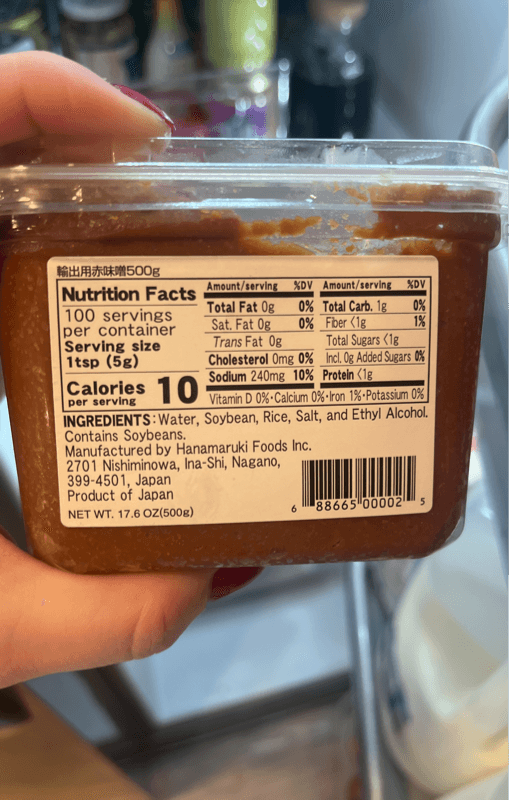 輸出用赤味噌500g
Nutrition Facts
100 servings
per container
Serving size
1tsp (5g)
Calories 10
per serving
Amount/serving %DV
Total Fat 0g 0%
Sat. Fat 0g 0%
Trans Fat 0g
Cholesterol 0mg 0%
Sodium 240mg 10%
Amount/serving %DV
Total Carb. 1g 0%
Fiber <1g 1%
Total Sugars <1g
Incl. 0g Added Sugars 0%
Protein <1g
Vitamin D 0%･Calcium 0%･Iron 1%･Potassium 0%
INGREDIENTS: Water, Soybean, Rice, Salt, and Ethyl Alcohol.
Contains Soybeans.
Manufactured by Hanamaruki Foods Inc.
2701 Nishiminowa, Ina-Shi, Nagano,
399-4501, Japan
Product of Japan
NET WT. 17.6 OZ(500g)
6 88665 00002 5